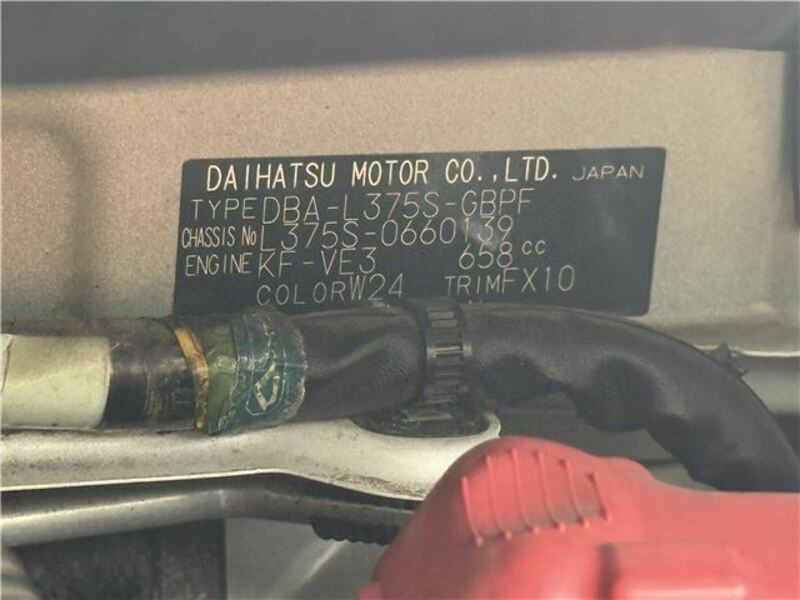 DAIHATSU MOTOR CO.,LTD. JAPAN
TYPE DBA-L375S-GBPF
CHASSIS No L375S-0660139
ENGINE KF-VE3 658 cc
COLOR W24 TRIM FX10